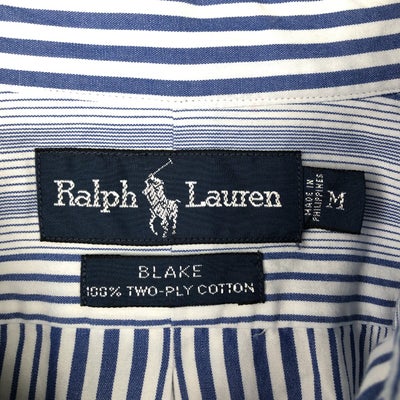 Ralph Lauren
MADE IN
PHILIPPINES
M
BLAKE
100% TWO-PLY COTTON